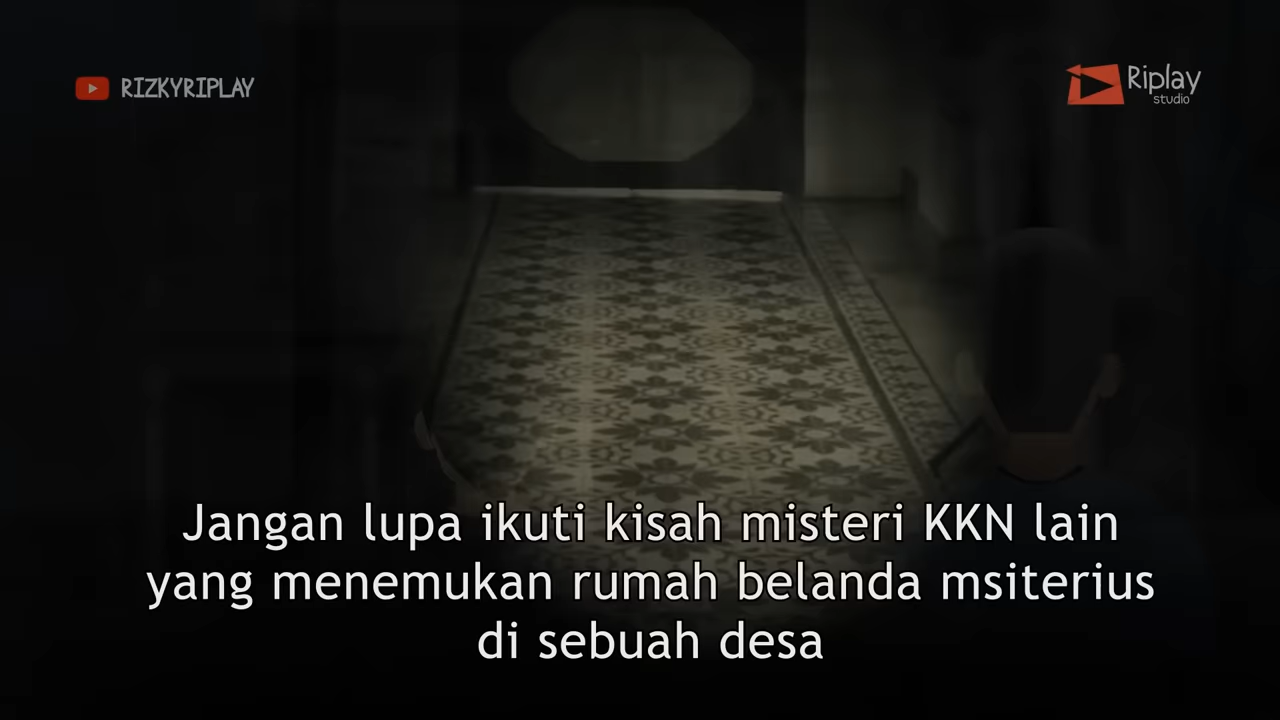 RIZKYRIPLAY
Riplay
studio
Jangan lupa ikuti kisah misteri KKN lain
yang menemukan rumah belanda msiterius
di sebuah desa